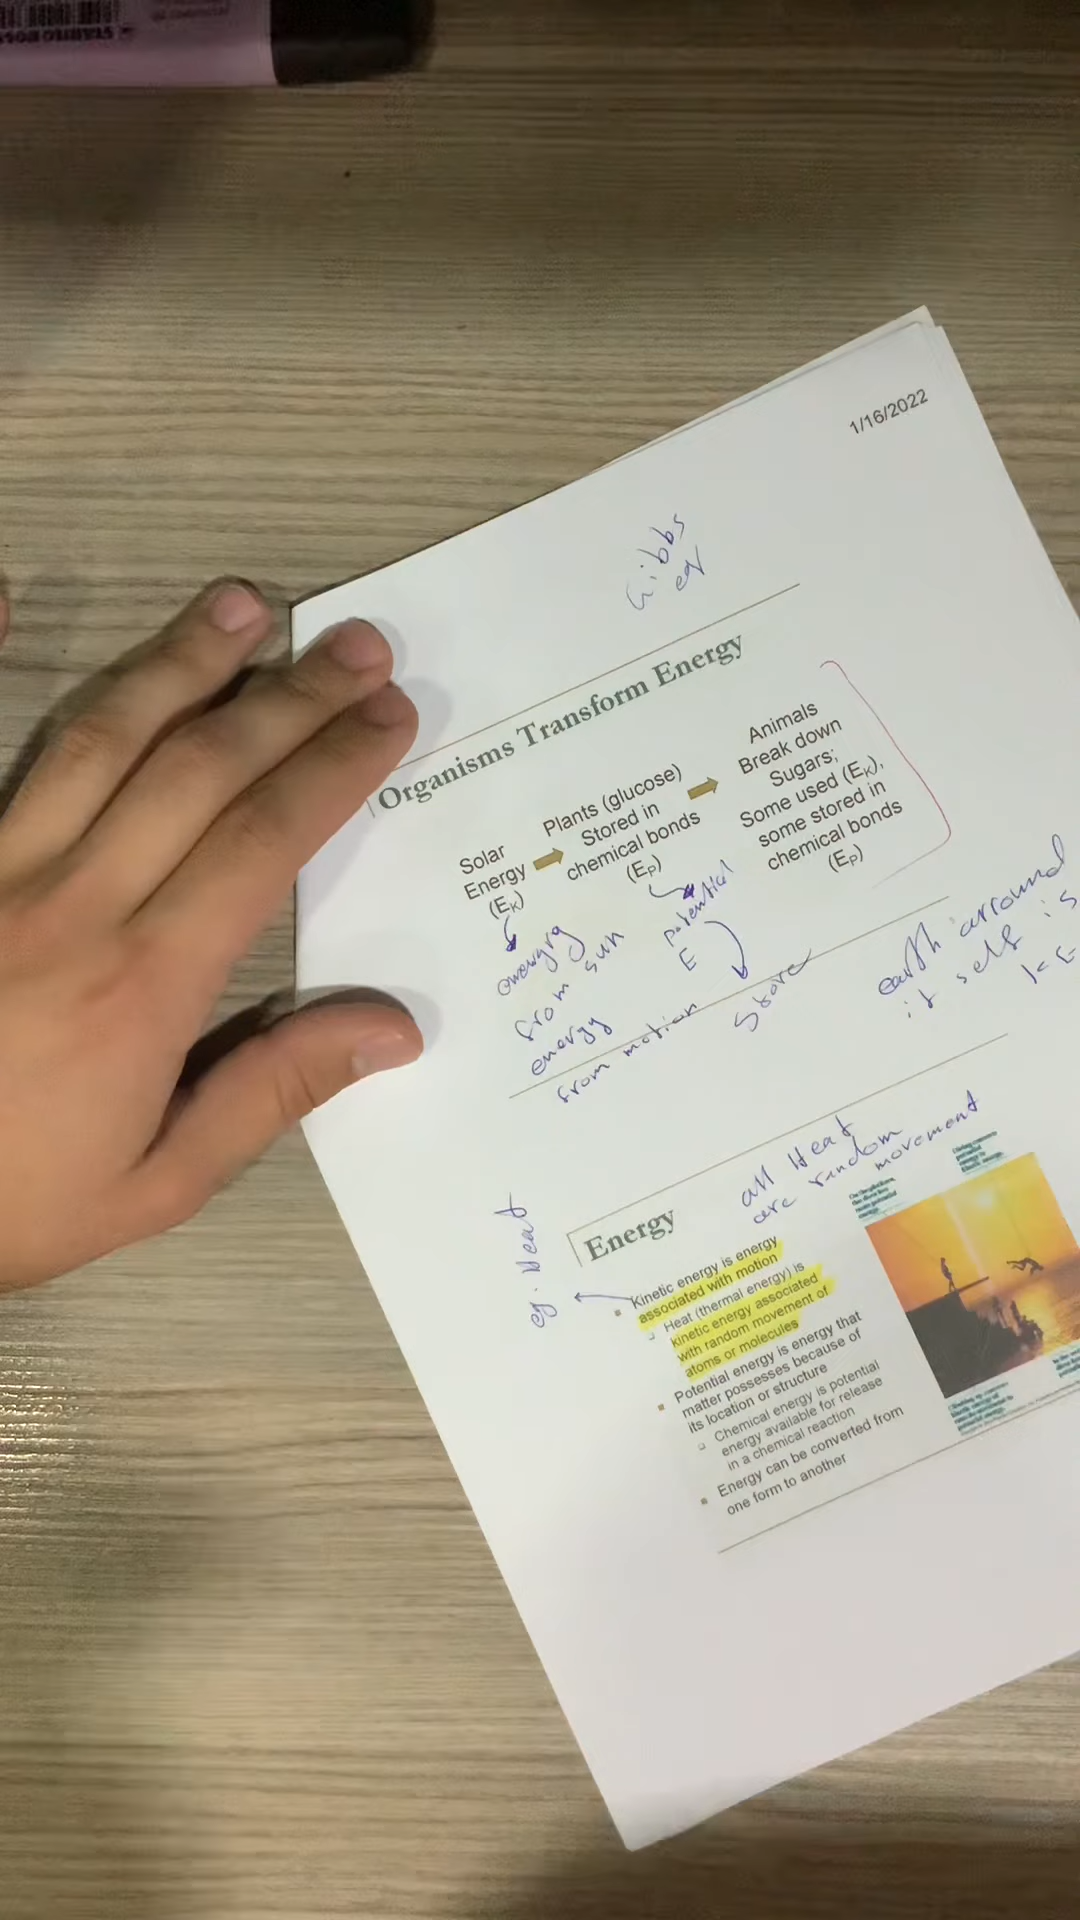 1/16/2022
Gibbs
eq
Organisms Transform Energy
Solar
Energy
(EK)
Plants (glucose)
Stored in
chemical bonds
(EP)
Animals
Break down
Sugars;
Some used (EK),
some stored in
chemical bonds
(EP)
from sun
energy
from motion
potential
E
store
earth arround
it self is
KE
all Heat
are random
movement
eg. Heat
Energy
Kinetic energy is energy
associated with motion
Heat (thermal energy) is
kinetic energy associated
with random movement of
atoms or molecules
Potential energy is energy that
matter possesses because of
its location or structure
Chemical energy is potential
energy available for release
in a chemical reaction
Energy can be converted from
one form to another